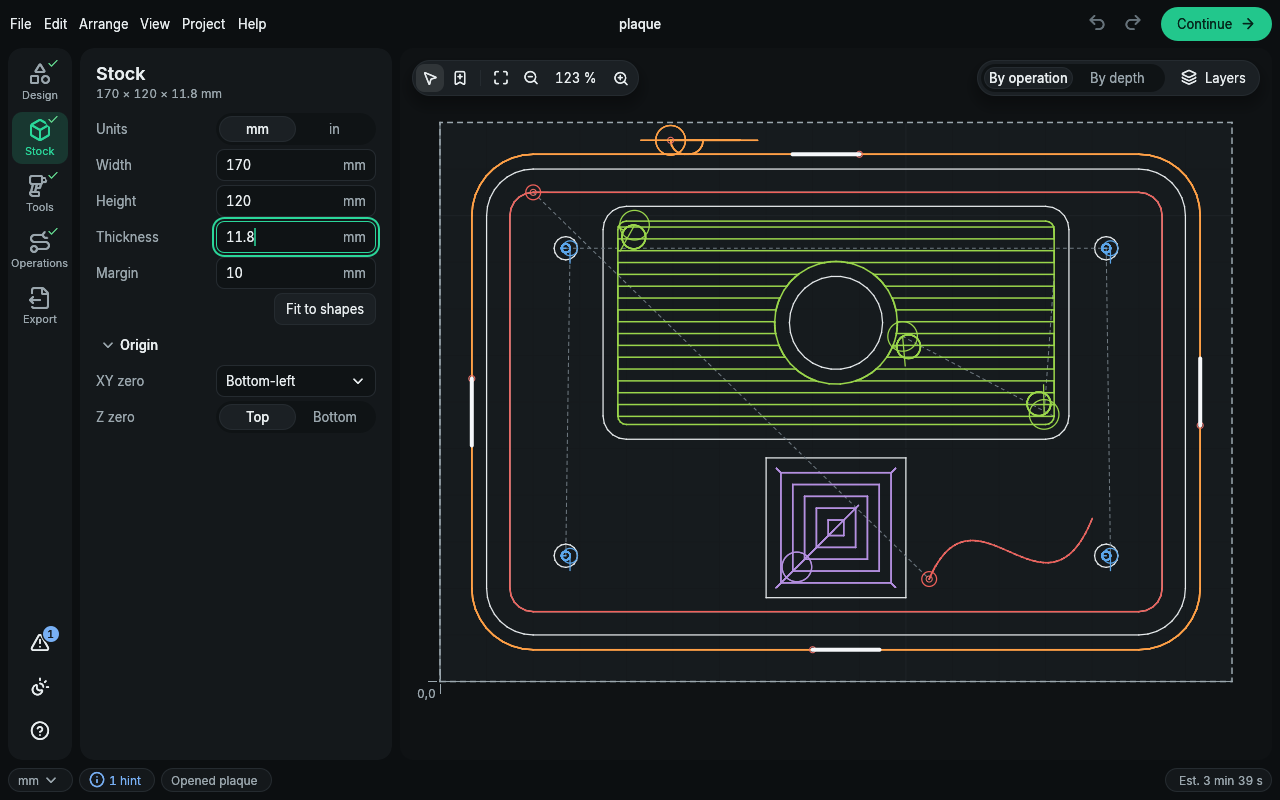 File Edit Arrange View Project Help
plaque
Continue
Design
Stock
Tools
Operations
Export
1
Stock
170 × 120 × 11.8 mm
Units mm in
Width 170 mm
Height 120 mm
Thickness 11.8 mm
Margin 10 mm
Fit to shapes
Origin
XY zero Bottom-left
Z zero Top Bottom
123 %
By operation By depth Layers
0,0
mm
1 hint
Opened plaque
Est. 3 min 39 s